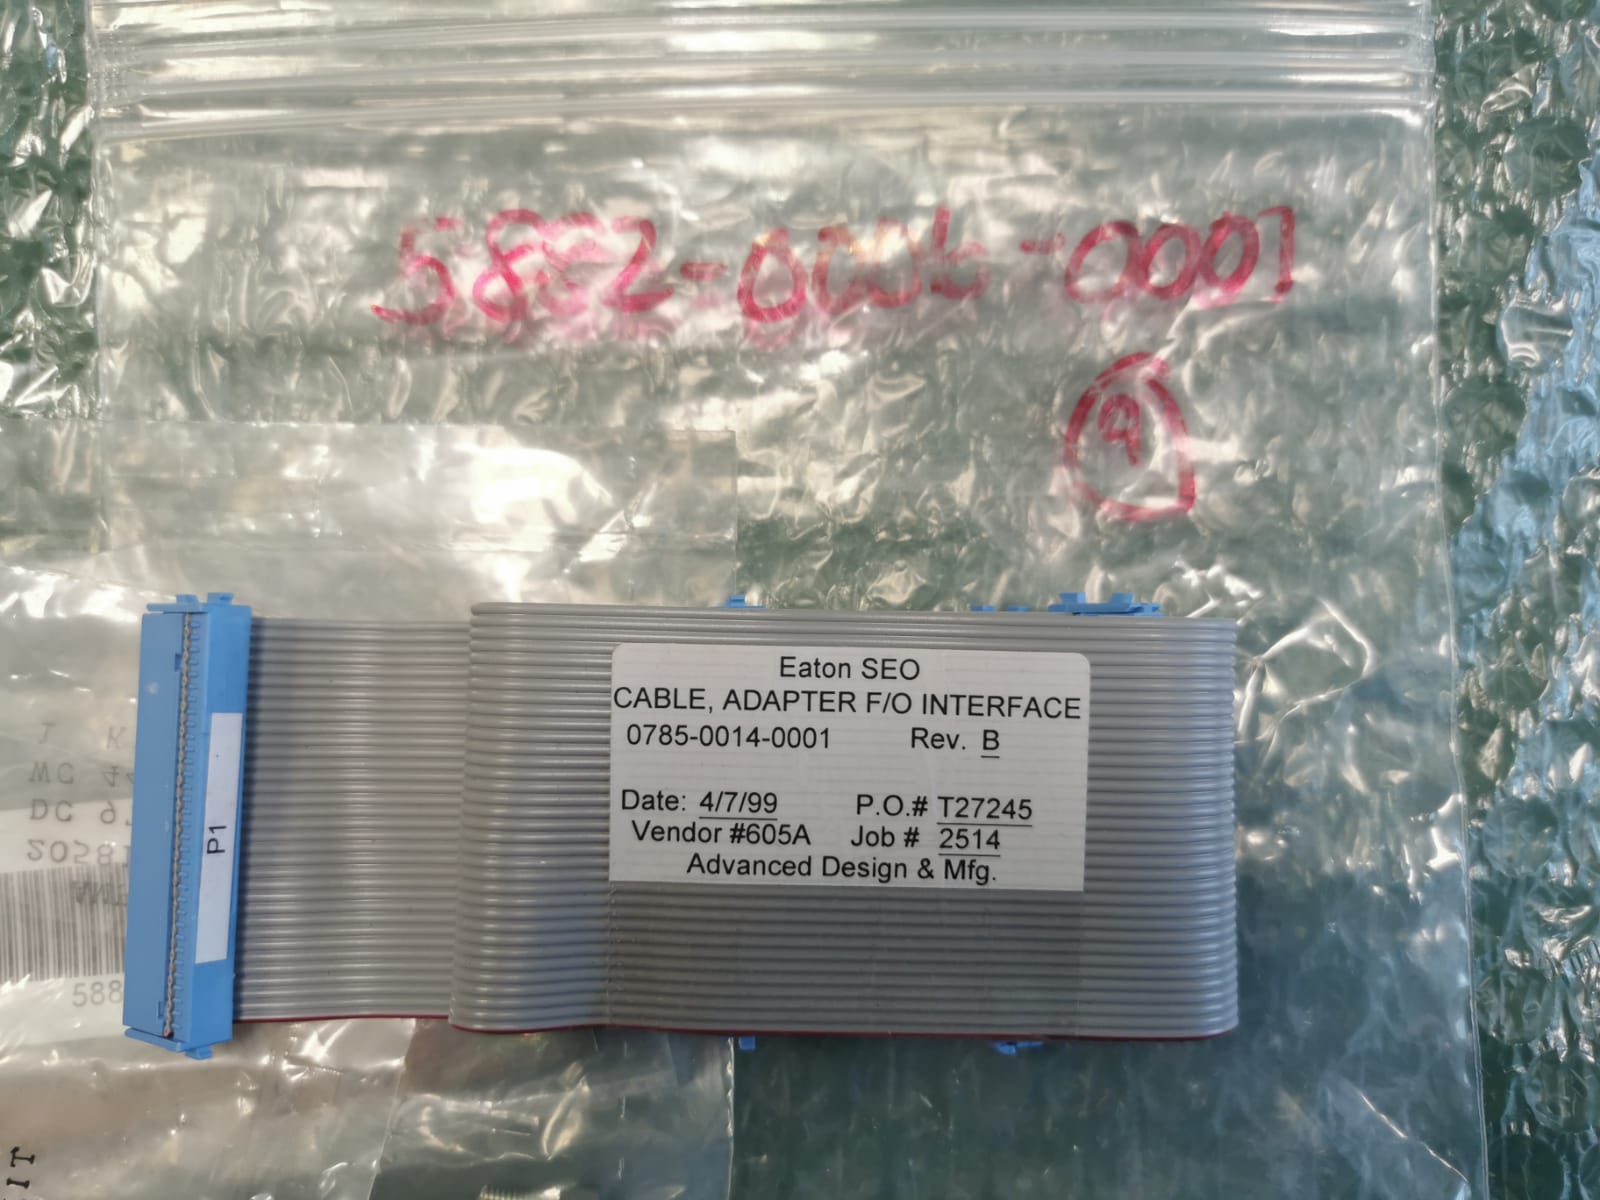 5882-0006-0001
9
Eaton SEO
CABLE, ADAPTER F/O INTERFACE
0785-0014-0001 Rev. B
Date: 4/7/99 P.O.# T27245
Vendor #605A Job # 2514
Advanced Design & Mfg.
P1
588